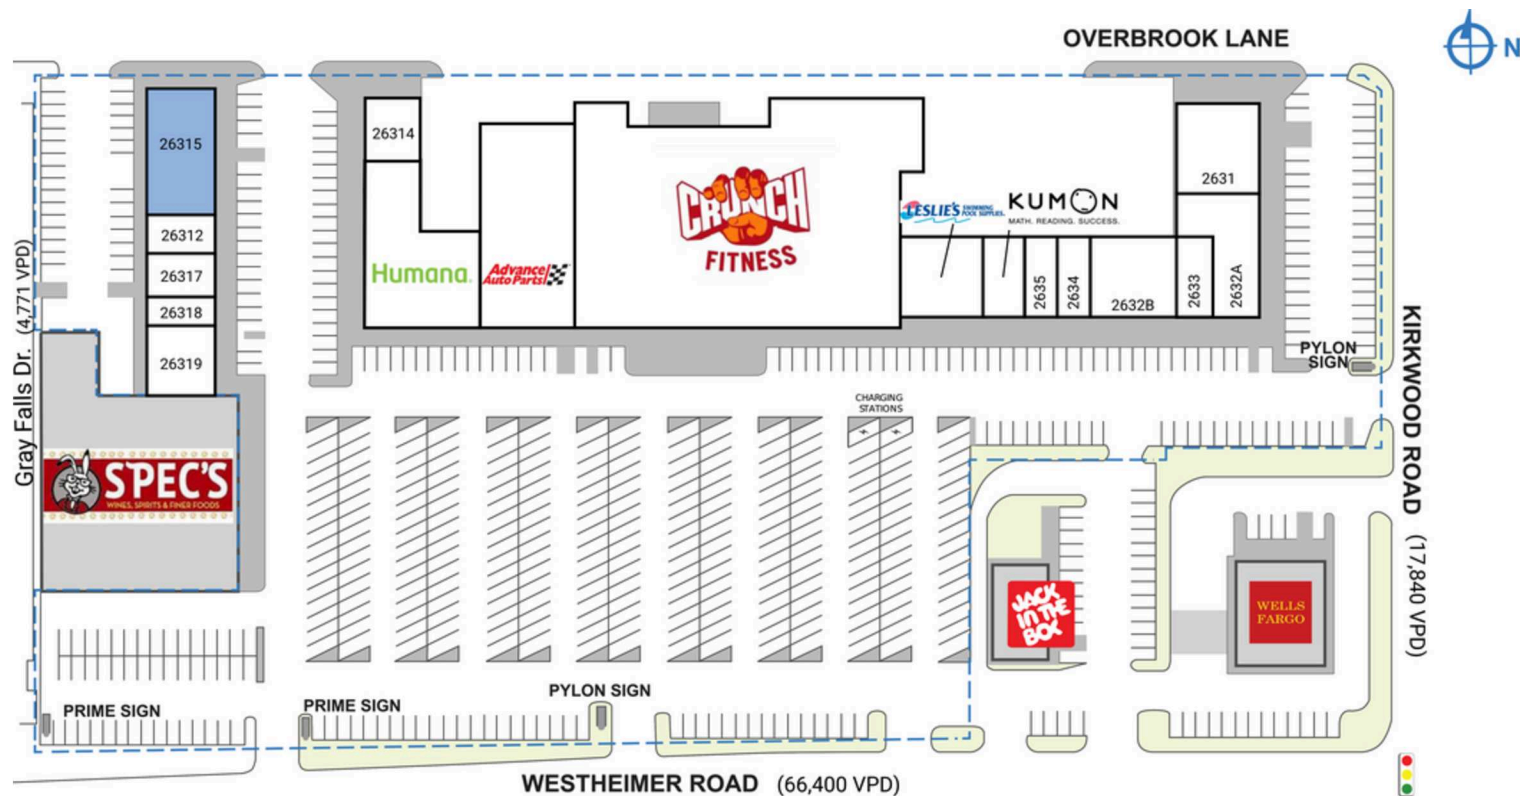 OVERBROOK LANE
N
26315
26314
26312
26317
26318
26319
Humana.
Advance
Auto Parts
CRUNCH
FITNESS
LESLIE'S SWIMMING
POOL SUPPLIES.
KUMON
MATH. READING. SUCCESS.
2631
2635
2634
2632B
2633
2632A
Gray Falls Dr. (4,771 VPD)
KIRKWOOD ROAD (17,840 VPD)
PYLON
SIGN
CHARGING
STATIONS
SPEC'S
WINES, SPIRITS & FINER FOODS
JACK
IN THE
BOX
WELLS
FARGO
PRIME SIGN
PRIME SIGN
PYLON SIGN
WESTHEIMER ROAD (66,400 VPD)